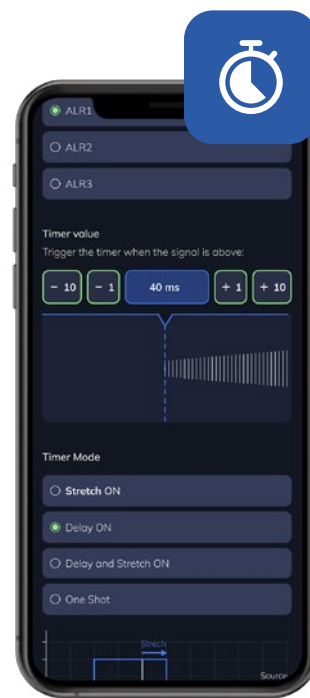 ALR1
ALR2
ALR3
Timer value
Trigger the timer when the signal is above:
− 10 − 1 40 ms + 1 + 10
Timer Mode
Stretch ON
Delay ON
Delay and Stretch ON
One Shot
Strech
Source